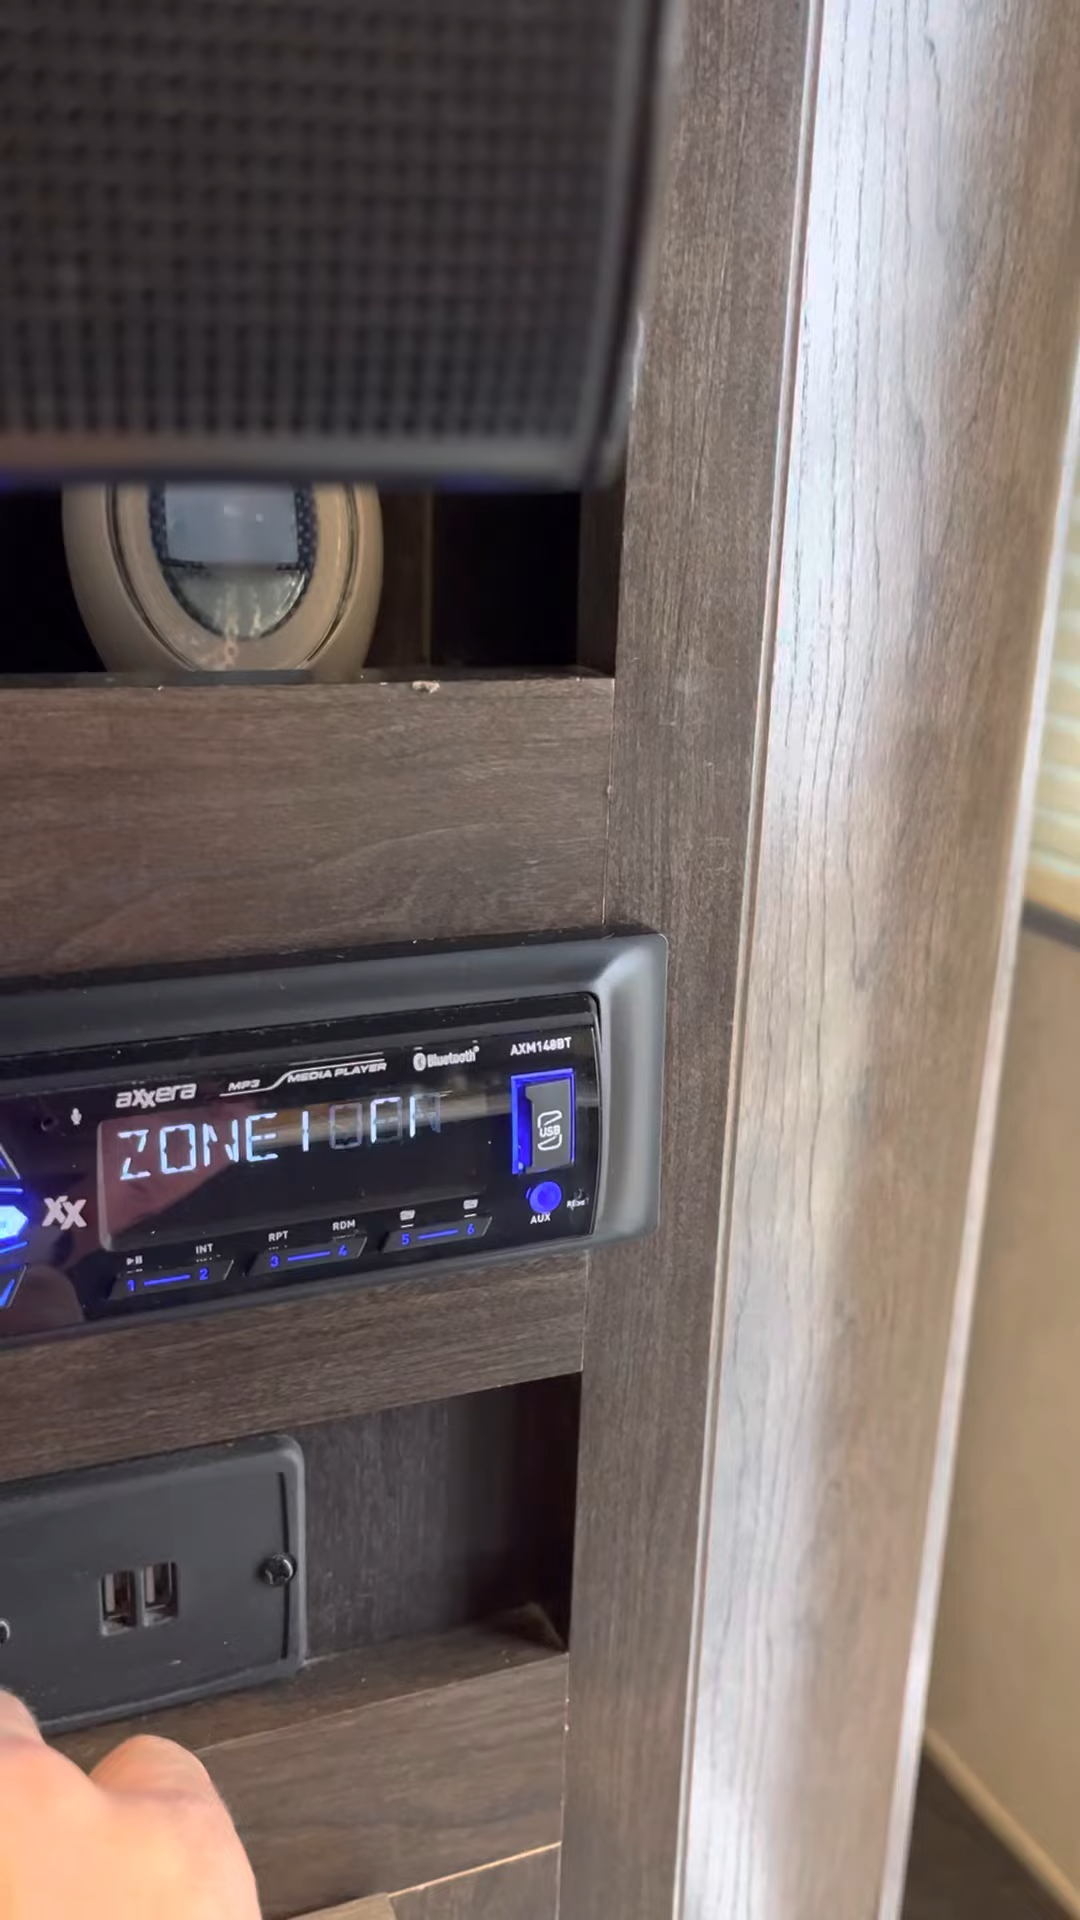 axxera MP3 MEDIA PLAYER Bluetooth AXM148BT
ZONE1
USB
XX
AUX RESET
INT RPT RDM
1 2 3 4 5 6